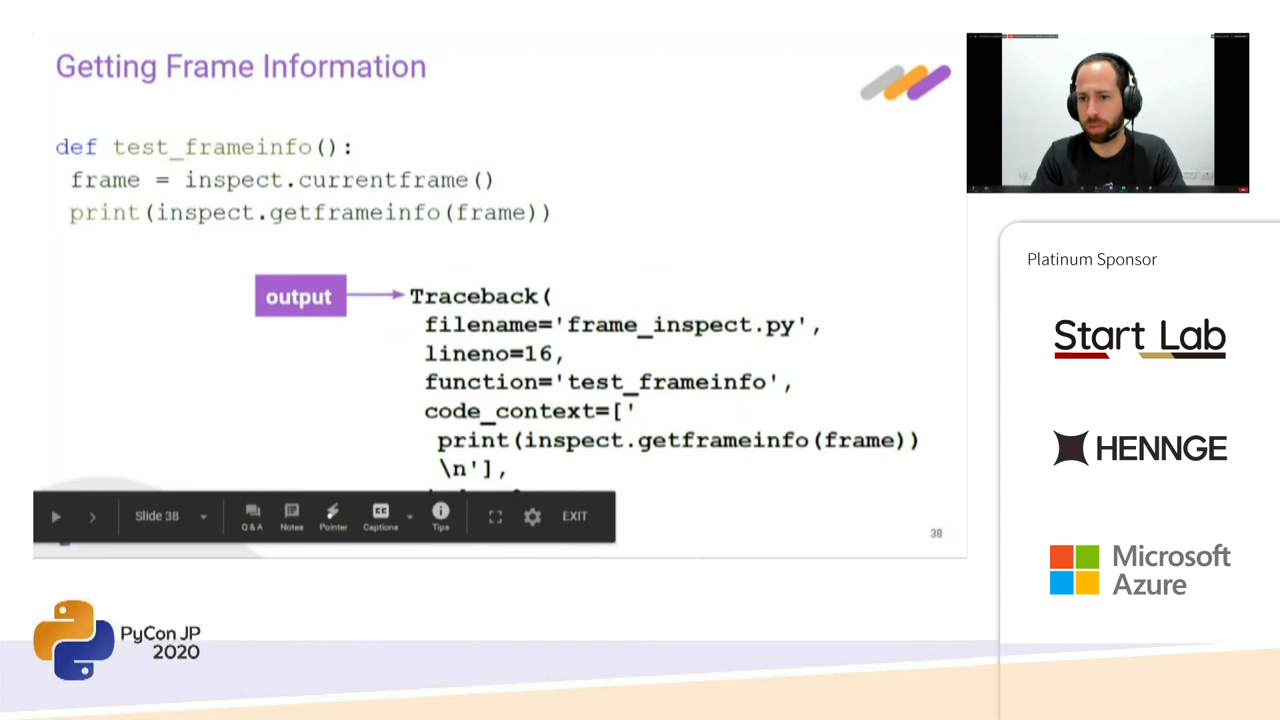 Getting Frame Information
def test_frameinfo():
frame = inspect.currentframe()
print(inspect.getframeinfo(frame))
output
Traceback(
filename='frame_inspect.py',
lineno=16,
function='test_frameinfo',
code_context=['
print(inspect.getframeinfo(frame))
\n'],
Slide 38
Q & A
Notes
Pointer
Captions
Tips
EXIT
38
Platinum Sponsor
Start Lab
HENNGE
Microsoft
Azure
PyCon JP
2020